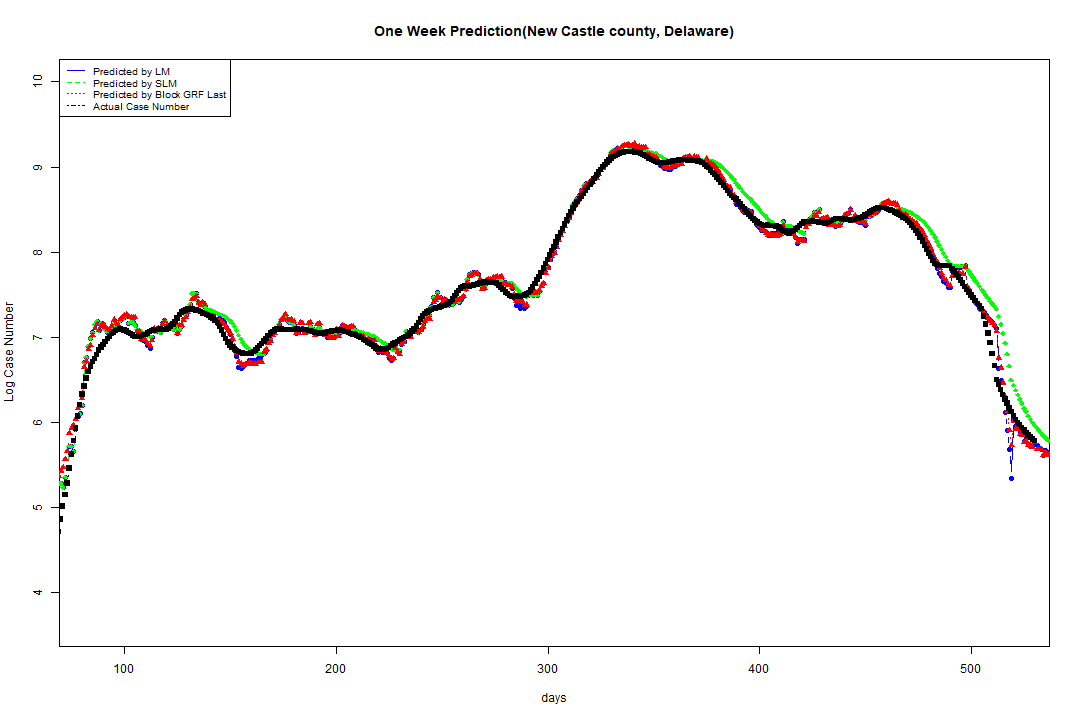 One Week Prediction(New Castle county, Delaware)
Predicted by LM
Predicted by SLM
Predicted by Block GRF Last
Actual Case Number
10
9
8
7
6
5
4
Log Case Number
100 200 300 400 500
days